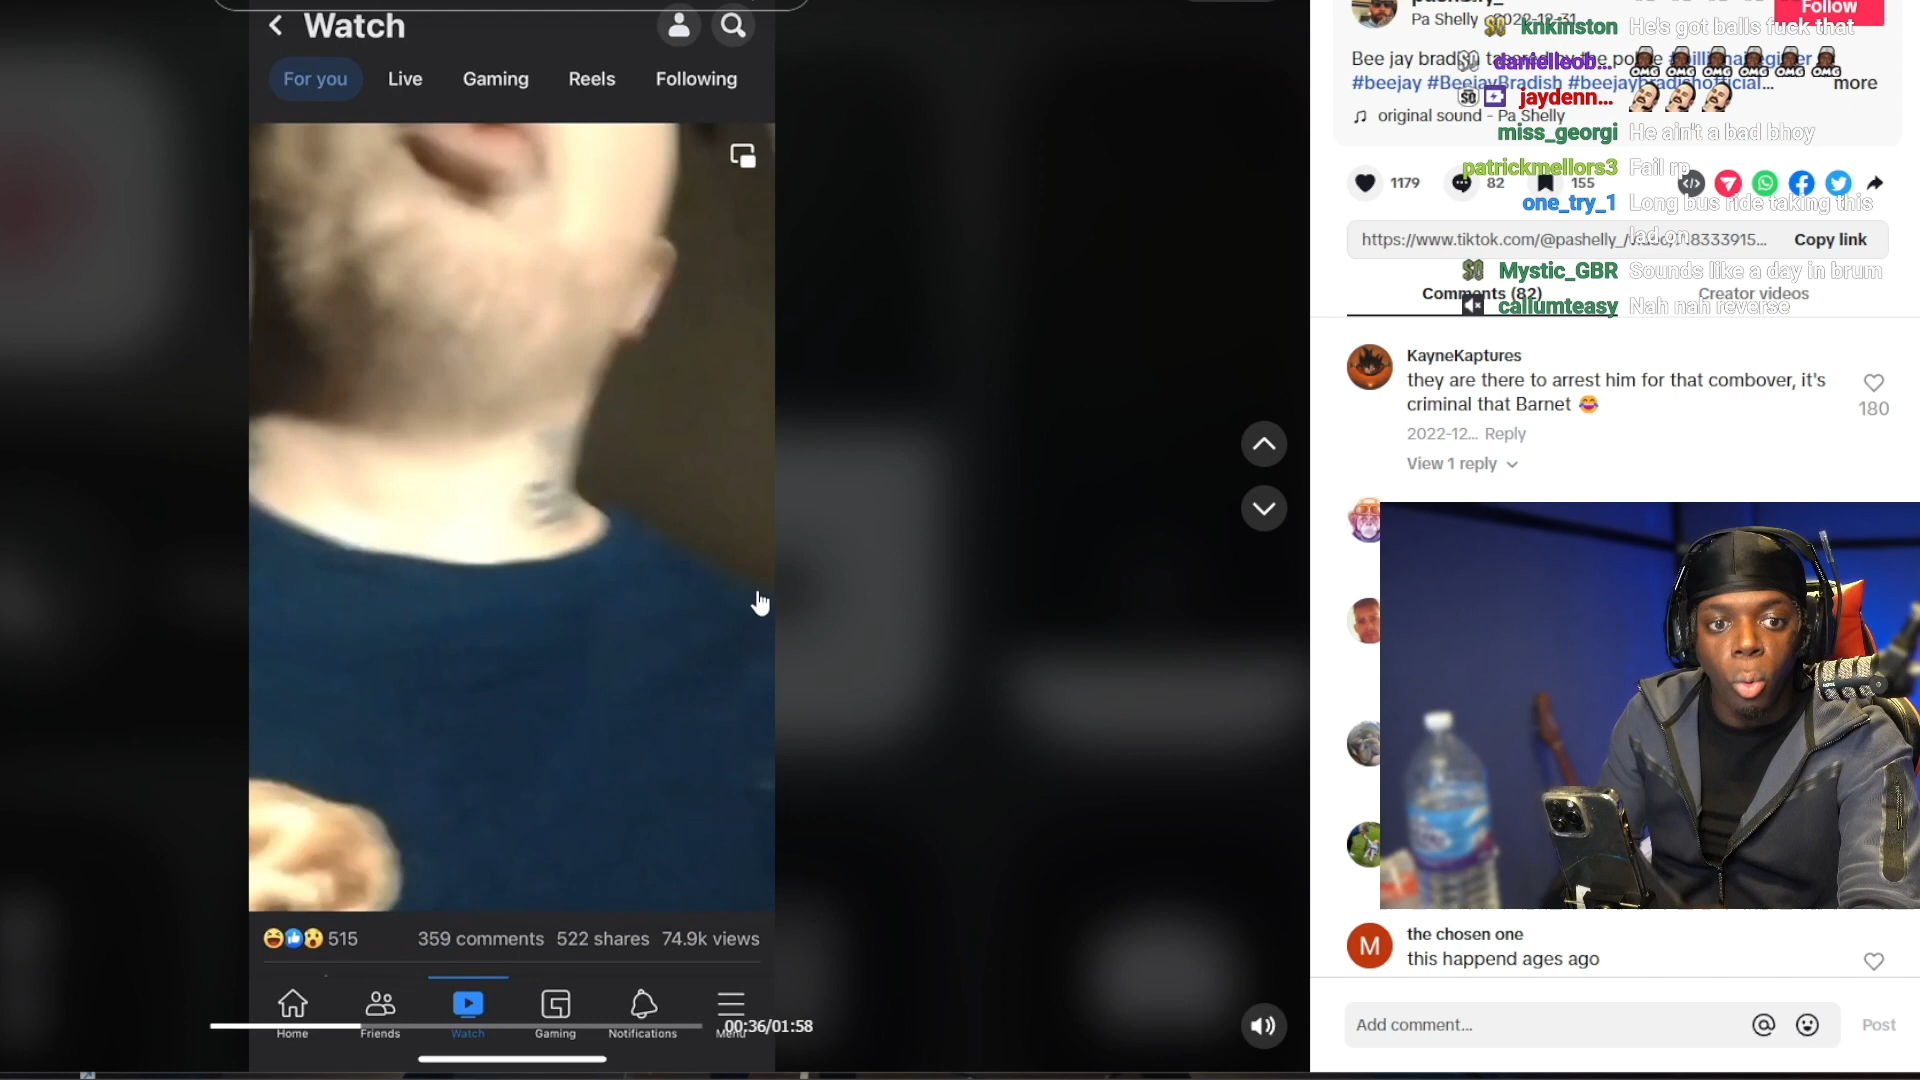 Watch
For you
Live
Gaming
Reels
Following
515
359 comments
522 shares
74.9k views
Home
Friends
Watch
Gaming
Notifications
Menu
00:36/01:58
Pa Shelly · 2022-12-31
Follow
Bee jay
#beejay #BeejayBradish
more
original sound - Pa Shelly
1179
82
155
https://www.tiktok.com/@pashelly_/
Copy link
Comments (82)
Creator videos
knkinston He's got balls fuck that
danielleob...
jaydenn...
miss_georgi He ain't a bad bhoy
patrickmellors3 Fail rp
one_try_1 Long bus ride taking this
lad on
Mystic_GBR Sounds like a day in brum
callumteasy Nah nah reverse
KayneKaptures
they are there to arrest him for that combover, it's
criminal that Barnet
180
2022-12... Reply
View 1 reply
M
the chosen one
this happend ages ago
Add comment...
Post